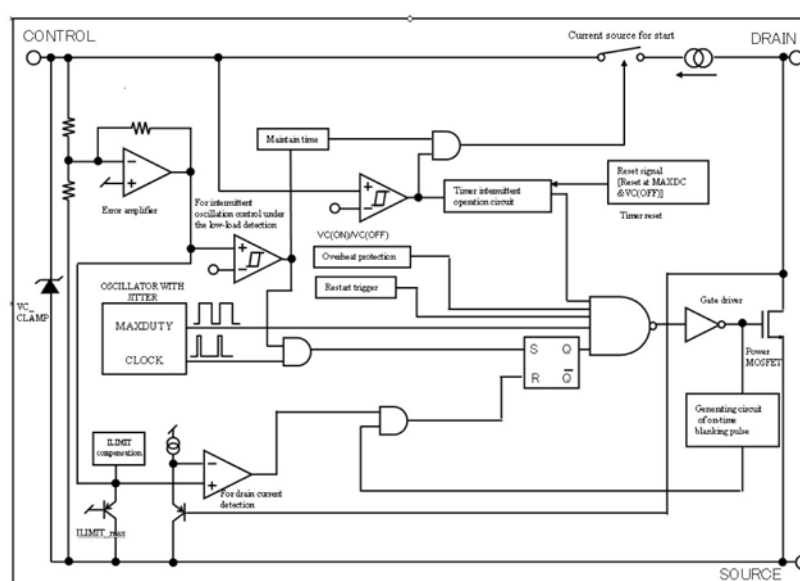 CONTROL
Current source for start
DRAIN
Maintain time
Error amplifier
For intermittent
oscillation control under
the low-load detection
Timer intermittent
operation circuit
Reset signal
[Reset at MAXDC
&VC(OFF)]
Timer reset
VC(ON)/VC(OFF)
Overheat protection
Restart trigger
OSCILLATOR WITH
JITTER
MAXDUTY
CLOCK
VC_
CLAMP
S Q
R Q
Gate driver
Power
MOSFET
Generating circuit
of on-time
blanking pulse
ILIMIT
compensation
For drain current
detection
ILIMIT_max
SOURCE